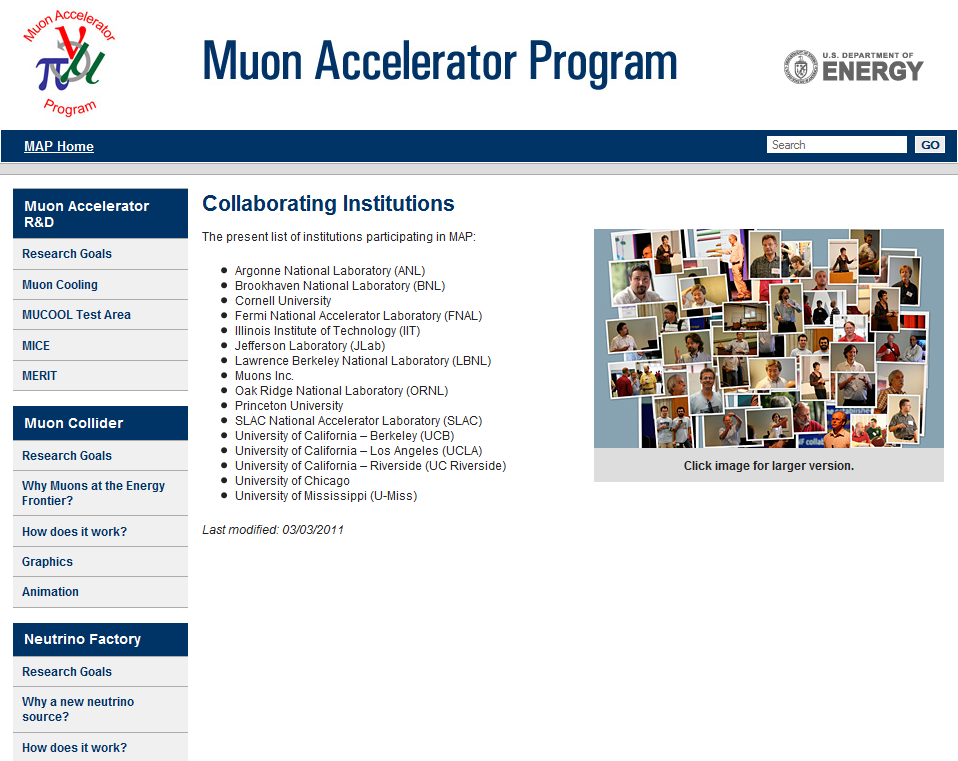 Muon Accelerator
νμπ
Program
Muon Accelerator Program
U.S. DEPARTMENT OF
ENERGY
MAP Home
Search
GO
Muon Accelerator
R&D
Research Goals
Muon Cooling
MUCOOL Test Area
MICE
MERIT
Muon Collider
Research Goals
Why Muons at the Energy
Frontier?
How does it work?
Graphics
Animation
Neutrino Factory
Research Goals
Why a new neutrino
source?
How does it work?
Collaborating Institutions
The present list of institutions participating in MAP:
Argonne National Laboratory (ANL)
Brookhaven National Laboratory (BNL)
Cornell University
Fermi National Accelerator Laboratory (FNAL)
Illinois Institute of Technology (IIT)
Jefferson Laboratory (JLab)
Lawrence Berkeley National Laboratory (LBNL)
Muons Inc.
Oak Ridge National Laboratory (ORNL)
Princeton University
SLAC National Accelerator Laboratory (SLAC)
University of California – Berkeley (UCB)
University of California – Los Angeles (UCLA)
University of California – Riverside (UC Riverside)
University of Chicago
University of Mississippi (U-Miss)
Last modified: 03/03/2011
Click image for larger version.